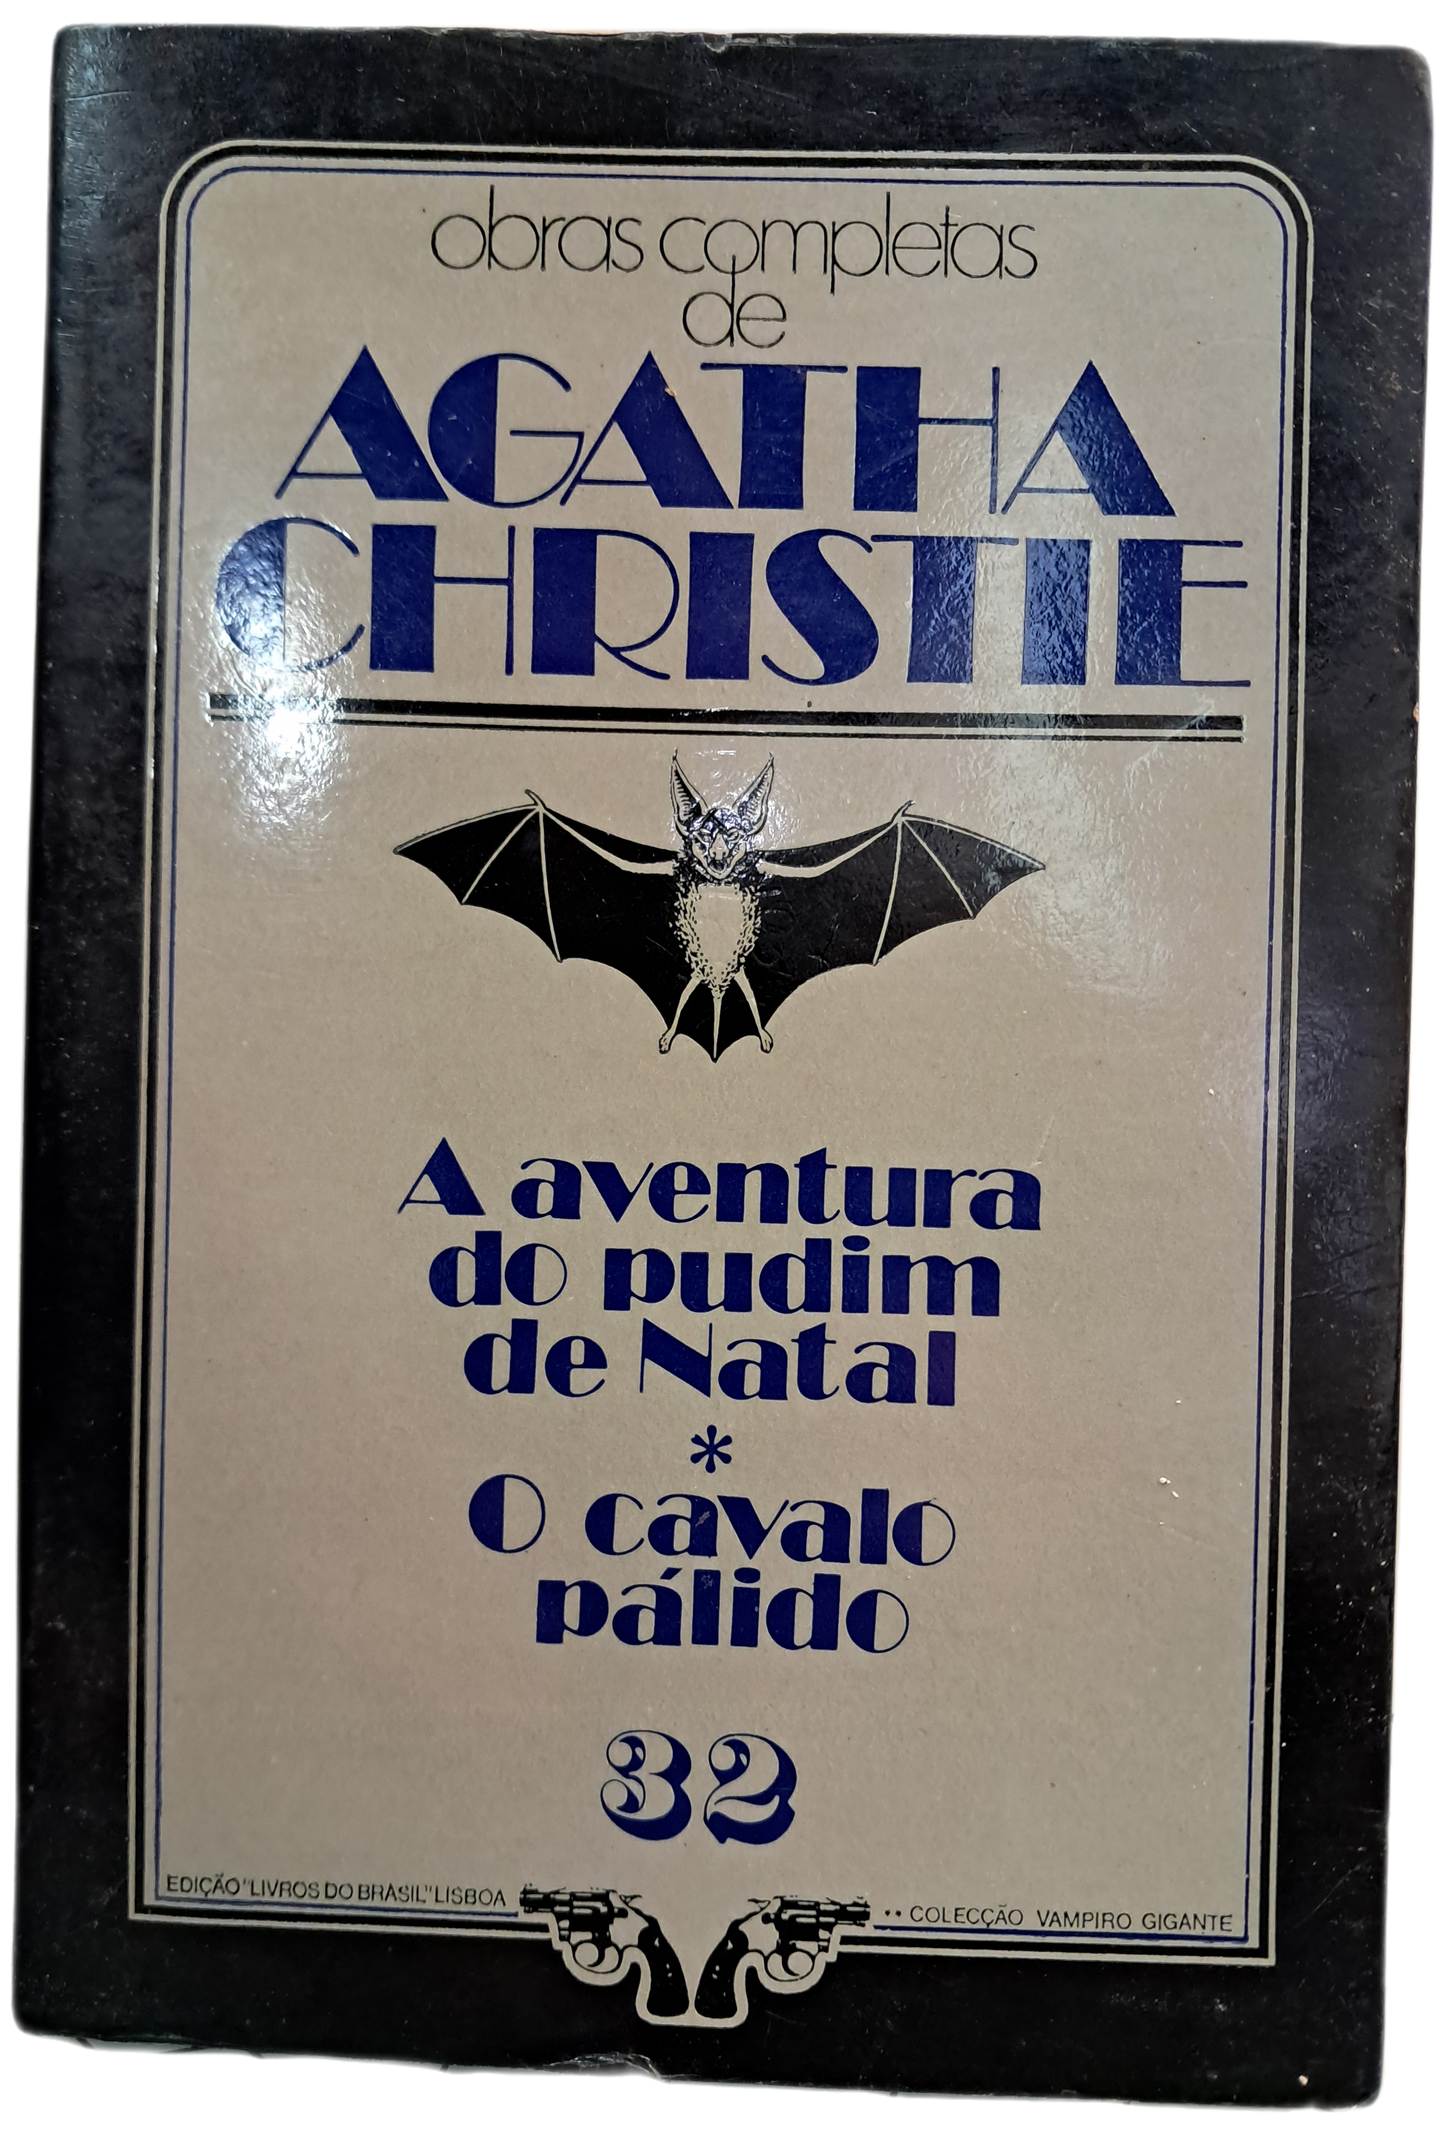 obras completas
de
AGATHA
CHRISTIE
A aventura
do pudim
de Natal
*
O cavalo
pálido
32
EDIÇÃO "LIVROS DO BRASIL" LISBOA
•• COLECÇÃO VAMPIRO GIGANTE